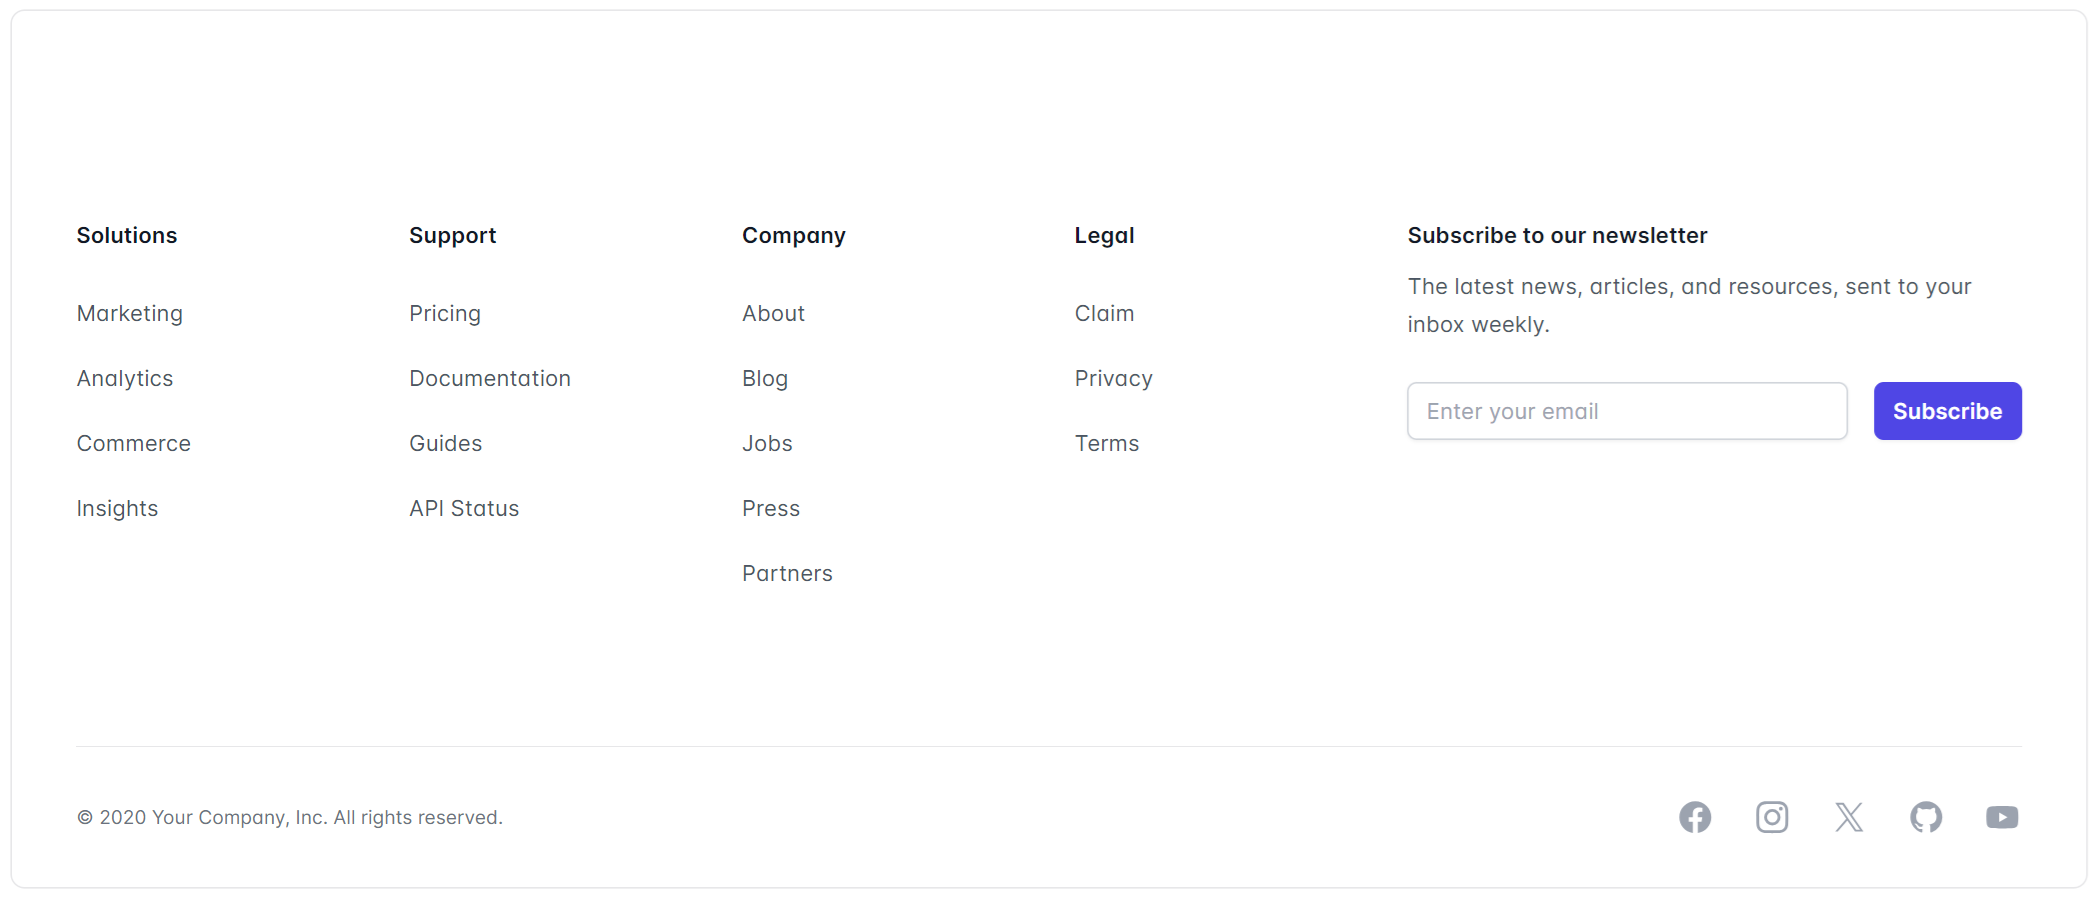 Solutions
Marketing
Analytics
Commerce
Insights
Support
Pricing
Documentation
Guides
API Status
Company
About
Blog
Jobs
Press
Partners
Legal
Claim
Privacy
Terms
Subscribe to our newsletter
The latest news, articles, and resources, sent to your
inbox weekly.
Enter your email
Subscribe
© 2020 Your Company, Inc. All rights reserved.